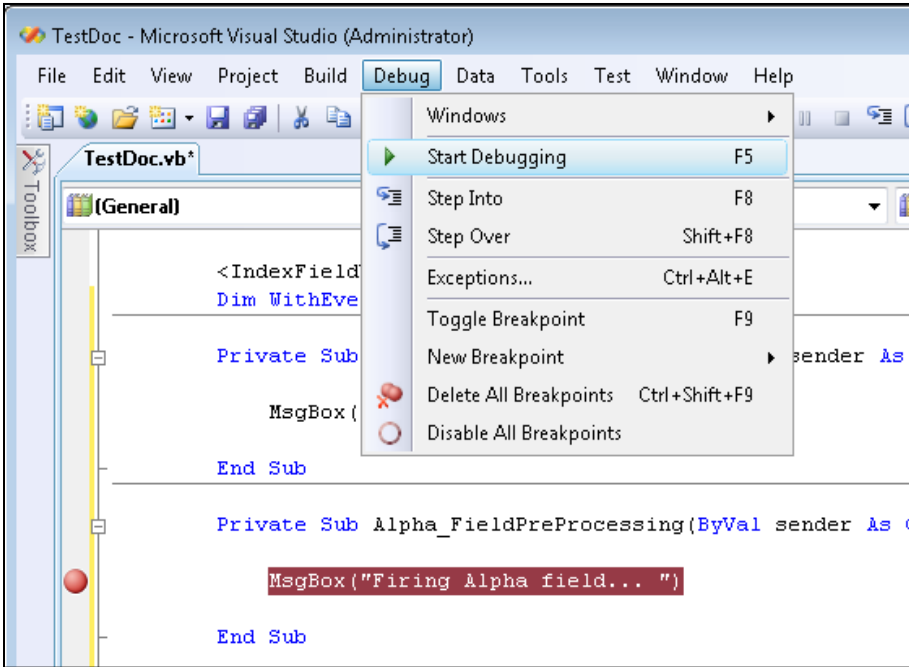 TestDoc - Microsoft Visual Studio (Administrator)
File Edit View Project Build Debug Data Tools Test Window Help
Windows
TestDoc.vb*
Start Debugging F5
Toolbox
(General)
Step Into F8
Step Over Shift+F8
<IndexField
Exceptions... Ctrl+Alt+E
Dim WithEve
Toggle Breakpoint F9
Private Sub
New Breakpoint
sender As
Delete All Breakpoints Ctrl+Shift+F9
MsgBox(
Disable All Breakpoints
End Sub
Private Sub Alpha_FieldPreProcessing(ByVal sender As
MsgBox("Firing Alpha field... ")
End Sub